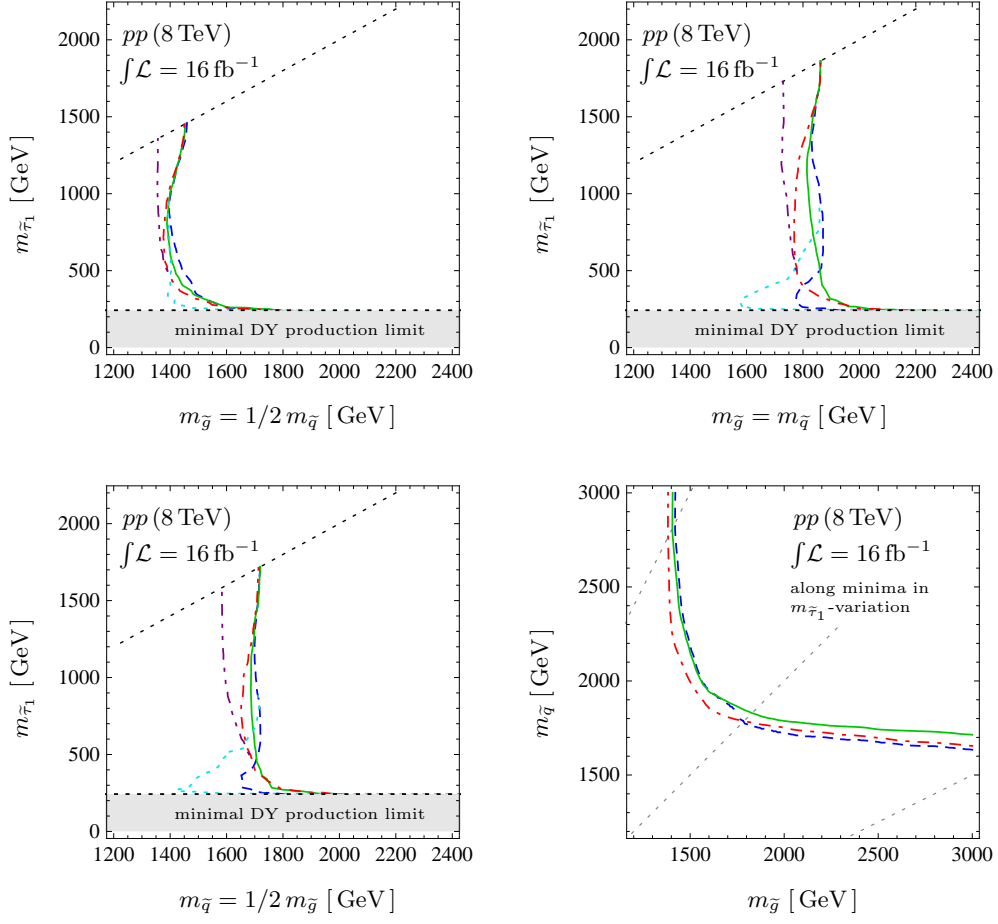 pp (8 TeV)
∫ℒ = 16 fb⁻¹
minimal DY production limit
m_τ̃₁ [ GeV ]
2000
1500
1000
500
0
1200 1400 1600 1800 2000 2200 2400
m_g̃ = 1/2 m_q̃ [ GeV ]
pp (8 TeV)
∫ℒ = 16 fb⁻¹
minimal DY production limit
m_τ̃₁ [ GeV ]
2000
1500
1000
500
0
1200 1400 1600 1800 2000 2200 2400
m_g̃ = m_q̃ [ GeV ]
pp (8 TeV)
∫ℒ = 16 fb⁻¹
minimal DY production limit
m_τ̃₁ [ GeV ]
2000
1500
1000
500
0
1200 1400 1600 1800 2000 2200 2400
m_q̃ = 1/2 m_g̃ [ GeV ]
pp (8 TeV)
∫ℒ = 16 fb⁻¹
along minima in
m_τ̃₁-variation
m_q̃ [ GeV ]
3000
2500
2000
1500
1500 2000 2500 3000
m_g̃ [ GeV ]